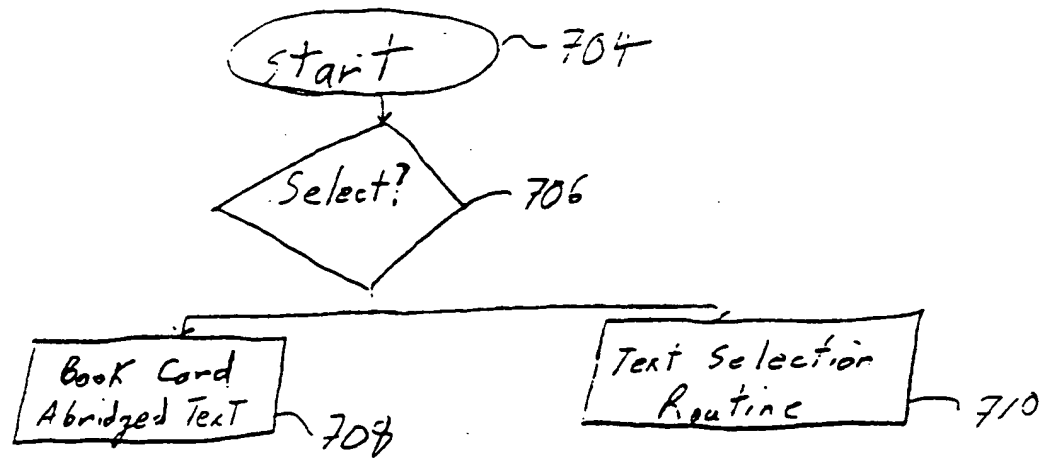 start 704
Select? 706
Book Card
Abridged Text 708
Text Selection
Routine 710